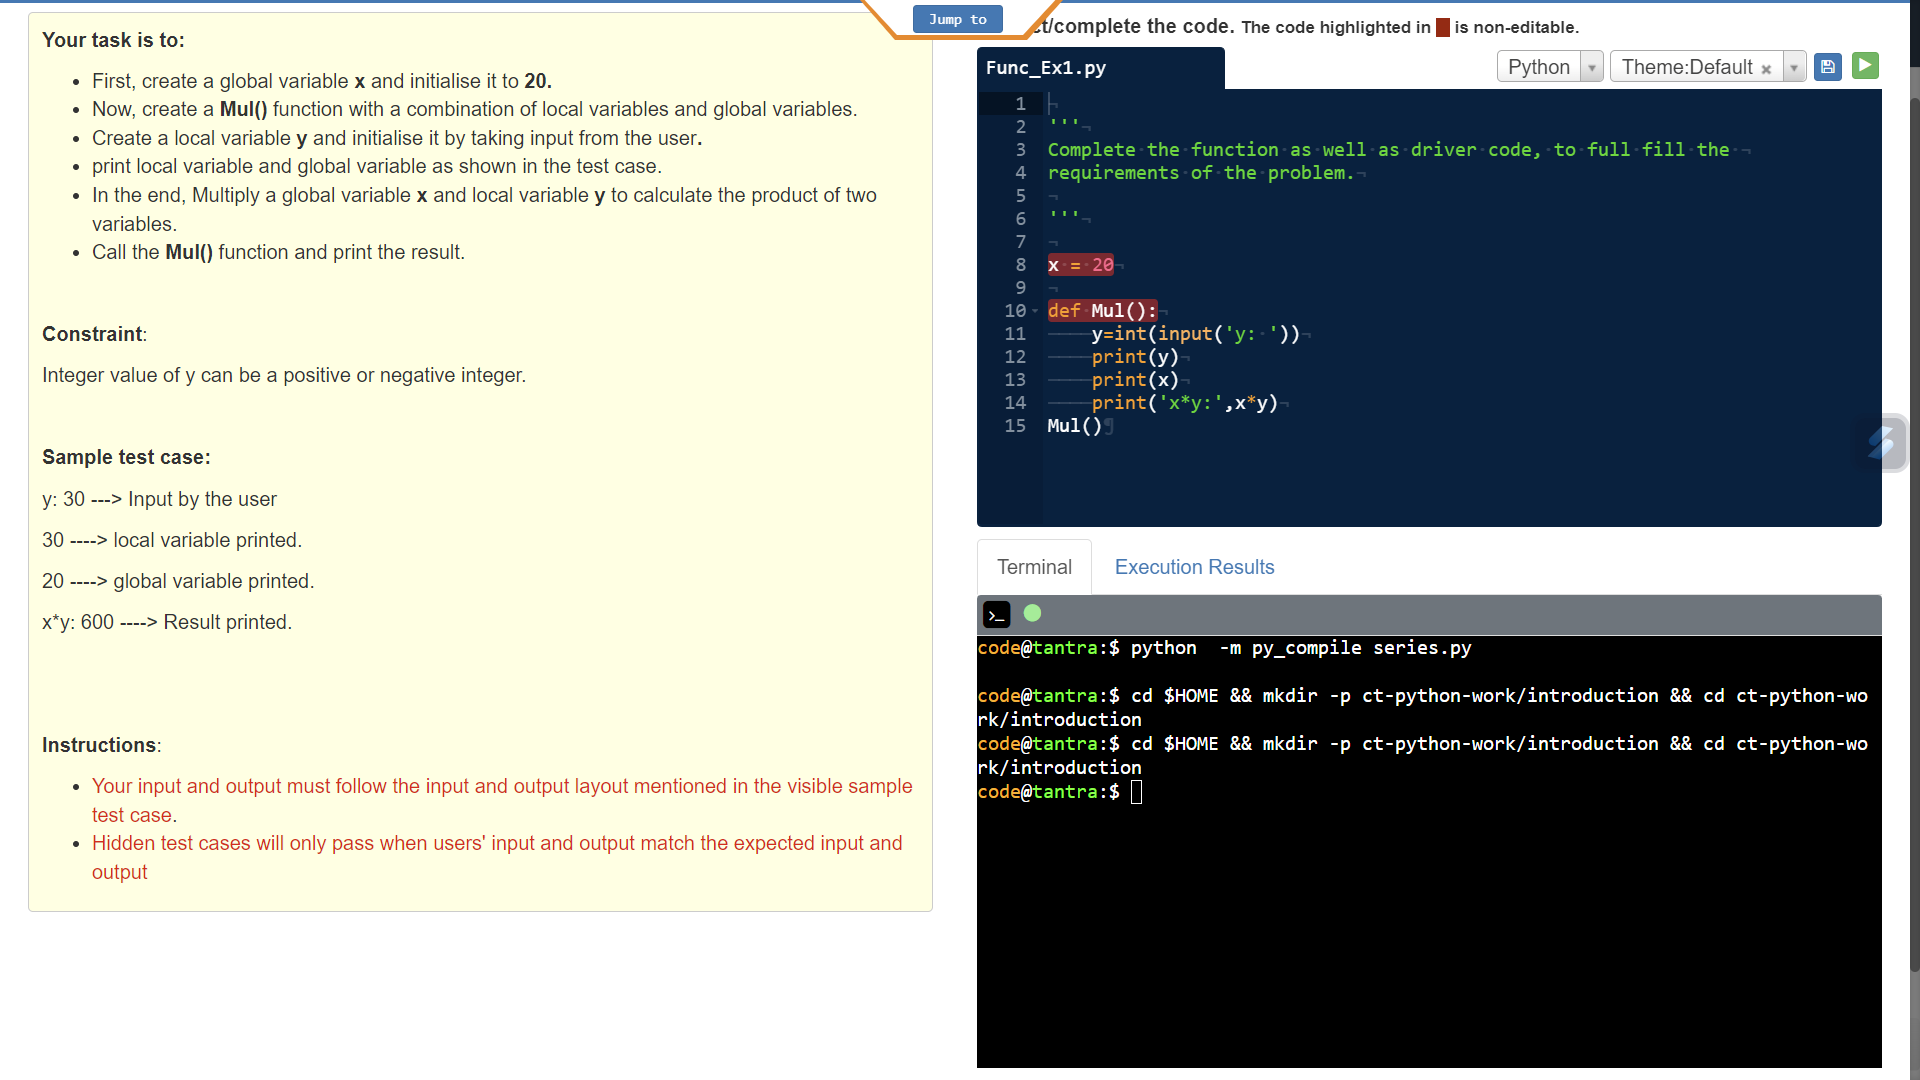 Jump to
Your task is to:
• First, create a global variable x and initialise it to 20.
• Now, create a Mul() function with a combination of local variables and global variables.
• Create a local variable y and initialise it by taking input from the user.
• print local variable and global variable as shown in the test case.
• In the end, Multiply a global variable x and local variable y to calculate the product of two
variables.
• Call the Mul() function and print the result.
Constraint:
Integer value of y can be a positive or negative integer.
Sample test case:
y: 30 ---> Input by the user
30 ----> local variable printed.
20 ----> global variable printed.
x*y: 600 ----> Result printed.
Instructions:
• Your input and output must follow the input and output layout mentioned in the visible sample
test case.
• Hidden test cases will only pass when users' input and output match the expected input and
output
ct/complete the code. The code highlighted in is non-editable.
Func_Ex1.py
Python
Theme:Default ×
1
2 '''
3 Complete the function as well as driver code, to full fill the
4 requirements of the problem.
5
6 '''
7
8 x = 20
9
10 def Mul():
11     y=int(input('y: '))
12     print(y)
13     print(x)
14     print('x*y:',x*y)
15 Mul()
Terminal
Execution Results
>_
code@tantra:$ python  -m py_compile series.py
code@tantra:$ cd $HOME && mkdir -p ct-python-work/introduction && cd ct-python-wo
rk/introduction
code@tantra:$ cd $HOME && mkdir -p ct-python-work/introduction && cd ct-python-wo
rk/introduction
code@tantra:$